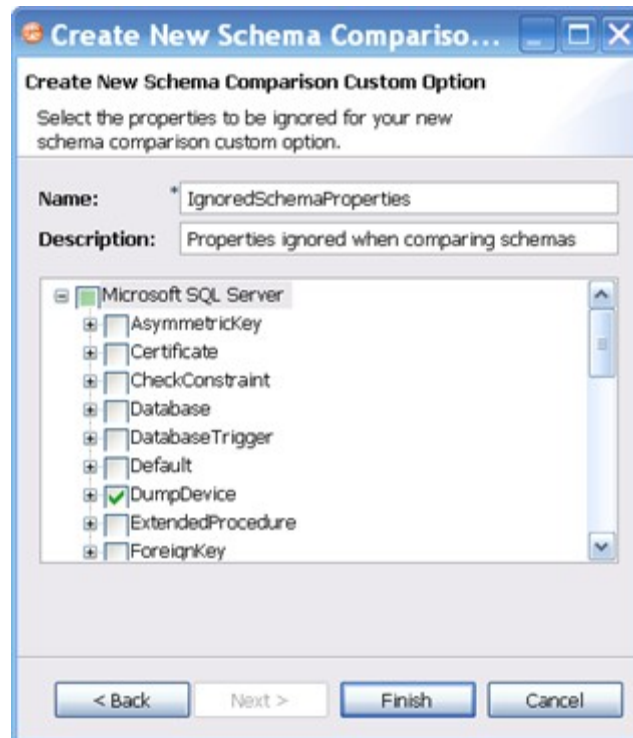 Create New Schema Compariso...
Create New Schema Comparison Custom Option
Select the properties to be ignored for your new
schema comparison custom option.
Name: * IgnoredSchemaProperties
Description: Properties ignored when comparing schemas
Microsoft SQL Server
AsymmetricKey
Certificate
CheckConstraint
Database
DatabaseTrigger
Default
DumpDevice
ExtendedProcedure
ForeignKey
< Back Next > Finish Cancel